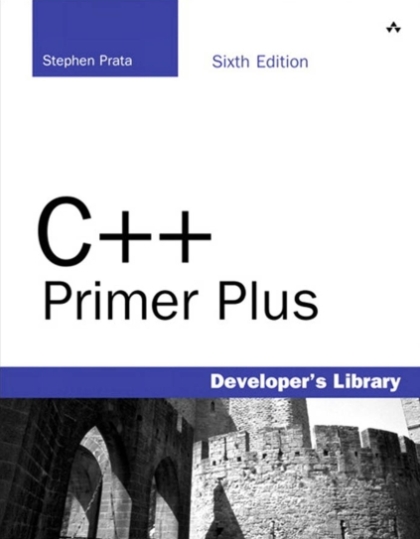 Stephen Prata
Sixth Edition
C++
Primer Plus
Developer's Library